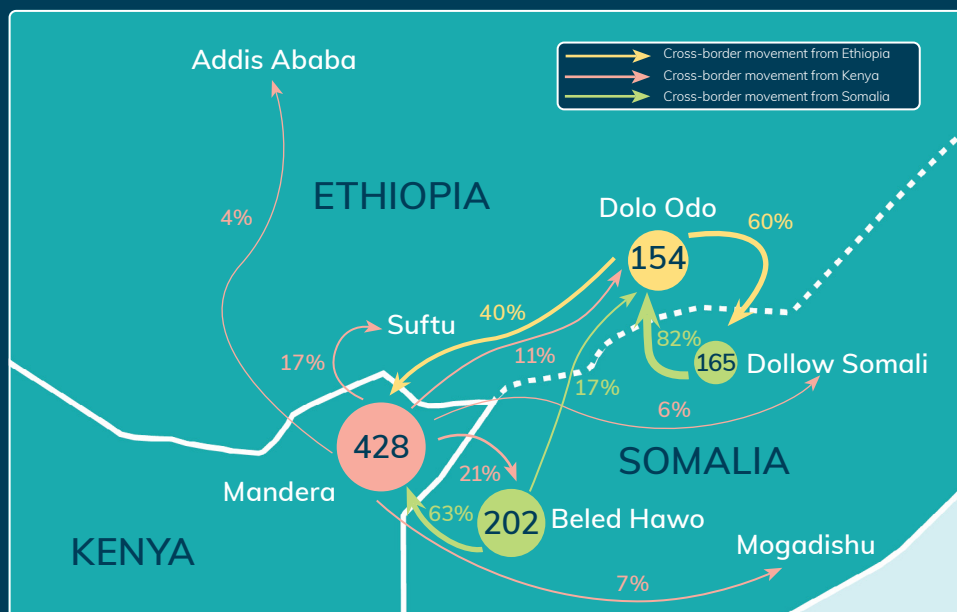 Cross-border movement from Ethiopia
Cross-border movement from Kenya
Cross-border movement from Somalia
Addis Ababa
ETHIOPIA
Dolo Odo
4%
60%
154
Suftu
40%
17%
11%
82%
165
Dollow Somali
17%
6%
428
21%
SOMALIA
Mandera
63%
202
Beled Hawo
KENYA
Mogadishu
7%